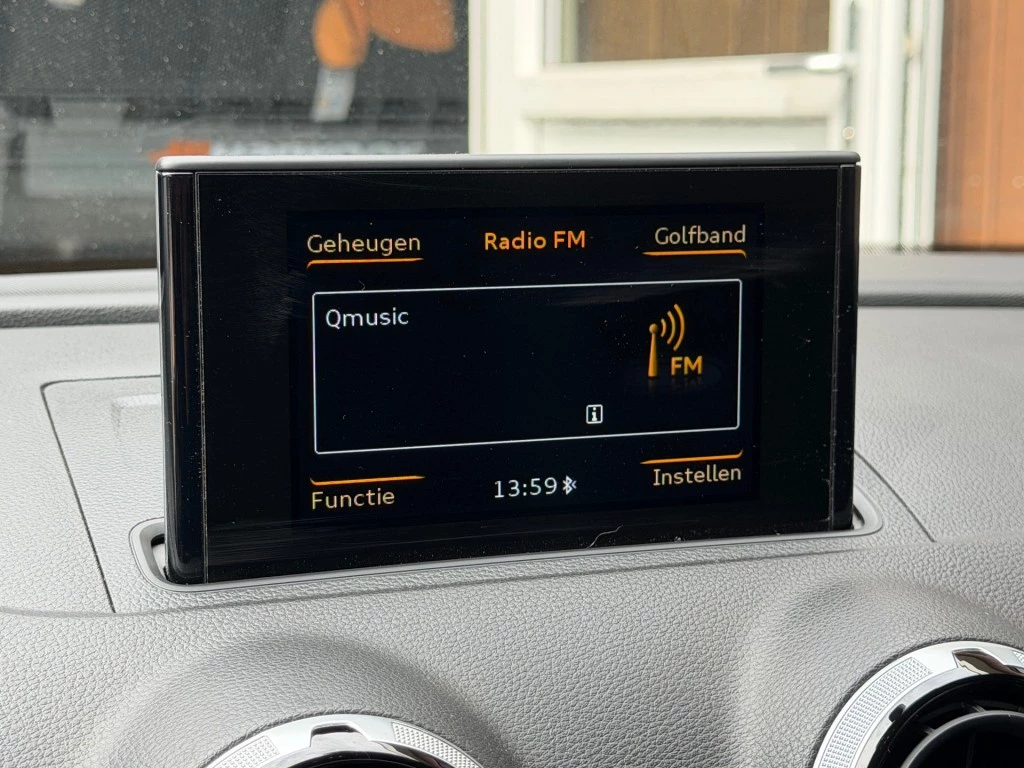 Geheugen Radio FM Golfband
Qmusic
FM
i
Functie 13:59 Instellen